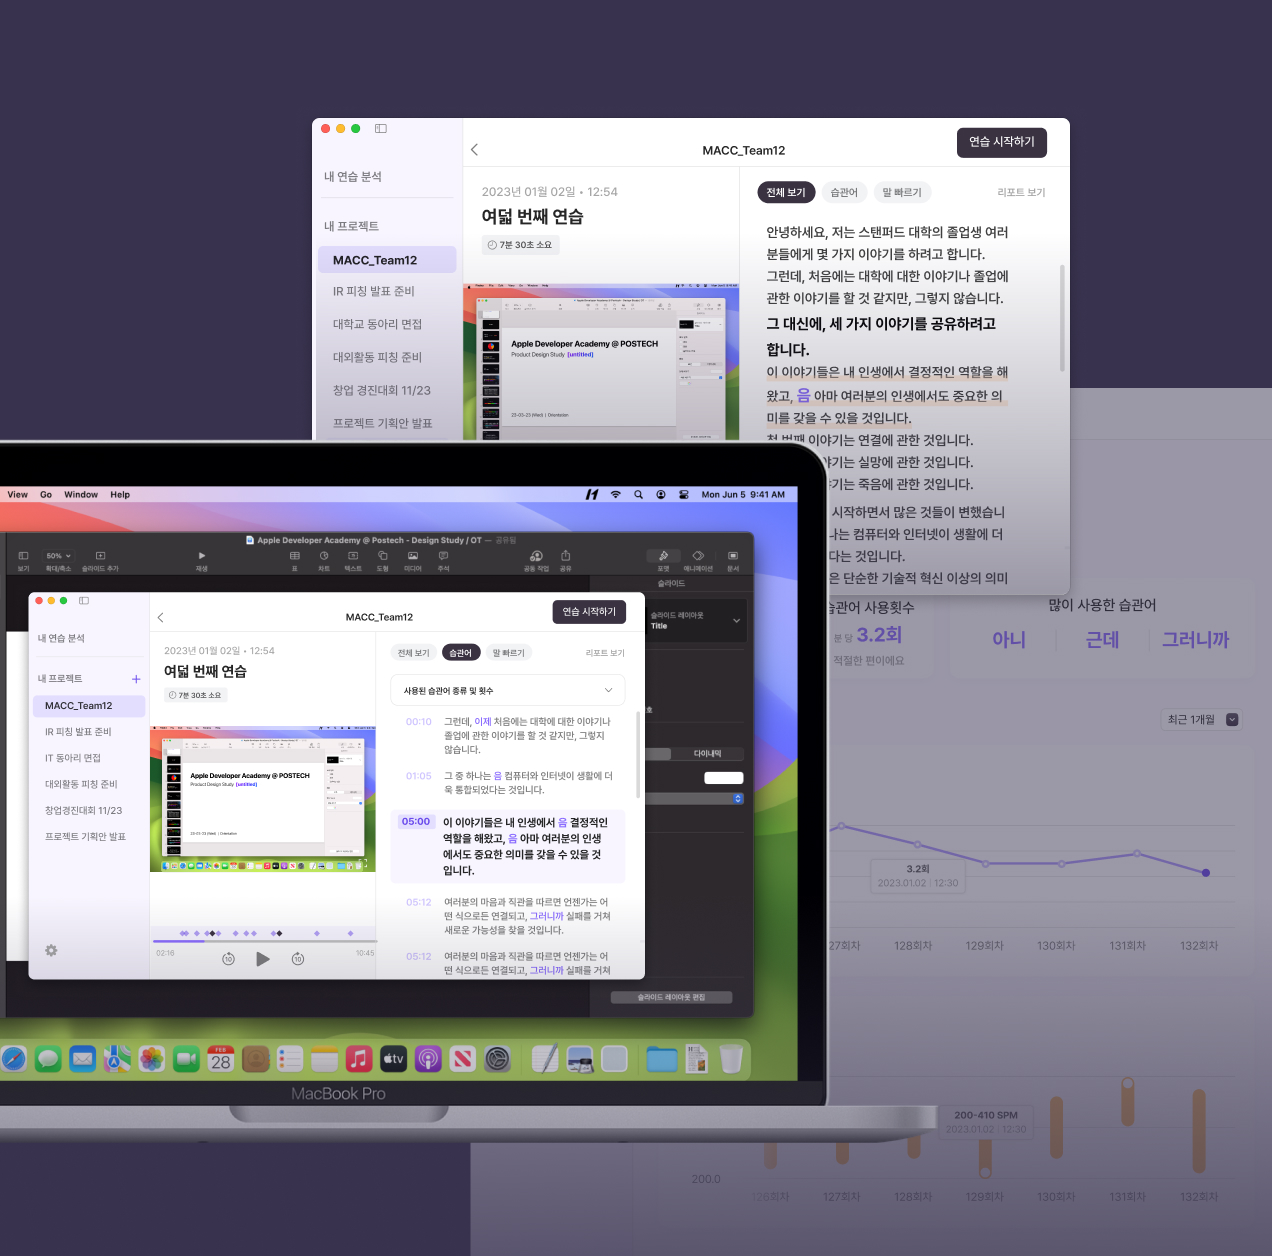 MACC_Team12
연습 시작하기
내 연습 분석
내 프로젝트
MACC_Team12
IR 피칭 발표 준비
대학교 동아리 면접
대외활동 피칭 준비
창업 경진대회 11/23
프로젝트 기획안 발표
2023년 01월 02일 • 12:54
여덟 번째 연습
7분 30초 소요
Apple Developer Academy @ POSTECH
Product Design Study [untitled]
23-03-23 (Wed) | Orientation
전체 보기
습관어
말 빠르기
리포트 보기
안녕하세요, 저는 스탠퍼드 대학의 졸업생 여러
분들에게 몇 가지 이야기를 하려고 합니다.
그런데, 처음에는 대학에 대한 이야기나 졸업에
관한 이야기를 할 것 같지만, 그렇지 않습니다.
그 대신에, 세 가지 이야기를 공유하려고
합니다.
이 이야기들은 내 인생에서 결정적인 역할을 해
왔고, 음 아마 여러분의 인생에서도 중요한 의
미를 갖을 수 있을 것입니다.
첫 번째 이야기는 연결에 관한 것입니다.
야기는 실망에 관한 것입니다.
기는 죽음에 관한 것입니다.
시작하면서 많은 것들이 변했습니
나는 컴퓨터와 인터넷이 생활에 더
다는 것입니다.
은 단순한 기술적 혁신 이상의 의미
View Go Window Help
Mon Jun 5 9:41 AM
Apple Developer Academy @ Postech - Design Study / OT — 공유됨
50%
보기
확대/축소
슬라이드 추가
재생
표
차트
텍스트
도형
미디어
주석
공동 작업
공유
포맷
애니메이션
문서
슬라이드
슬라이드 레이아웃
Title
호
다이내믹
슬라이드 레이아웃 편집
MACC_Team12
연습 시작하기
내 연습 분석
내 프로젝트 +
MACC_Team12
IR 피칭 발표 준비
IT 동아리 면접
대외활동 피칭 준비
창업경진대회 11/23
프로젝트 기획안 발표
2023년 01월 02일 • 12:54
여덟 번째 연습
7분 30초 소요
Apple Developer Academy @ POSTECH
Product Design Study [untitled]
23-03-23 (Wed) | Orientation
02:16
10:45
10
10
전체 보기
습관어
말 빠르기
리포트 보기
사용된 습관어 종류 및 횟수
00:10 그런데, 이제 처음에는 대학에 대한 이야기나
졸업에 관한 이야기를 할 것 같지만, 그렇지
않습니다.
01:05 그 중 하나는 음 컴퓨터와 인터넷이 생활에 더
욱 통합되었다는 것입니다.
05:00 이 이야기들은 내 인생에서 음 결정적인
역할을 해왔고, 음 아마 여러분의 인생
에서도 중요한 의미를 갖을 수 있을 것
입니다.
05:12 여러분의 마음과 직관을 따르면 언젠가는 어
떤 식으로든 연결되고, 그러니까 실패를 거쳐
새로운 가능성을 찾을 것입니다.
05:12 여러분의 마음과 직관을 따르면 언젠가는 어
떤 식으로든 연결되고, 그러니까 실패를 거쳐
FEB
28
tv
MacBook Pro
습관어 사용횟수
분 당 3.2회
적절한 편이에요
많이 사용한 습관어
아니
근데
그러니까
최근 1개월
3.2회
2023.01.02 | 12:30
27회차
128회차
129회차
130회차
131회차
132회차
200-410 SPM
2023.01.02 | 12:30
200.0
126회차
127회차
128회차
129회차
130회차
131회차
132회차